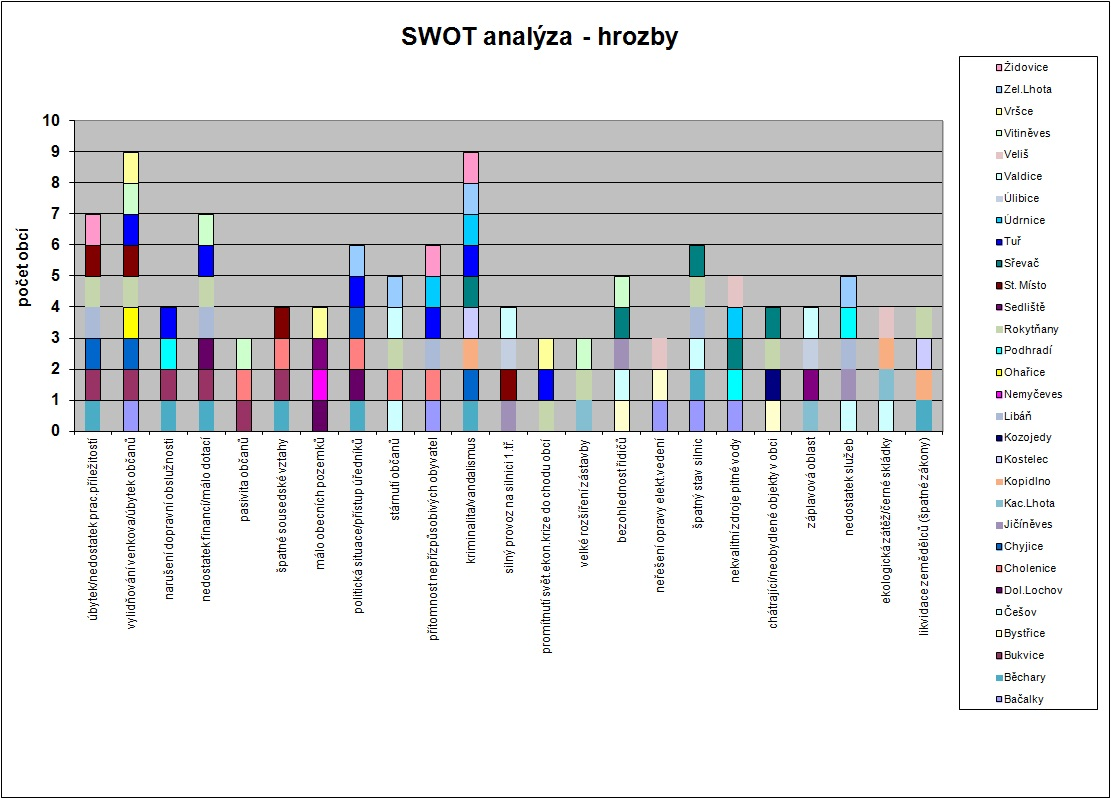 SWOT analýza - hrozby
počet obcí
10
9
8
7
6
5
4
3
2
1
0
úbytek/nedostatek prac.příležitostí
vylidňování venkova/úbytek občanů
narušení dopravní obslužnosti
nedostatek financí/málo dotací
pasivita občanů
špatné sousedské vztahy
málo obecních pozemků
politická situace/přístup úředníků
stárnutí občanů
přítomnost nepřizpůsobivých obyvatel
kriminalita/vandalismus
silný provoz na silnici 1.tř.
promítnutí svět.ekon.krize do chodu obcí
velké rozšíření zástavby
bezohlednost řidičů
neřešení opravy elekt.vedení
špatný stav silnic
nekvalitní zdroje pitné vody
chátrající/neobydlené objekty v obci
záplavová oblast
nedostatek služeb
ekologická zátěž/černé skládky
likvidace zemědělců (špatné zákony)
Židovice
Zel.Lhota
Vršce
Vitiněves
Veliš
Valdice
Úlibice
Údrnice
Tuř
Sřevač
St. Místo
Sedliště
Rokytňany
Podhradí
Ohařice
Nemyčeves
Libáň
Kozojedy
Kostelec
Kopidlno
Kac.Lhota
Jičíněves
Chyjice
Cholenice
Dol.Lochov
Češov
Bystřice
Bukvice
Běchary
Bačalky